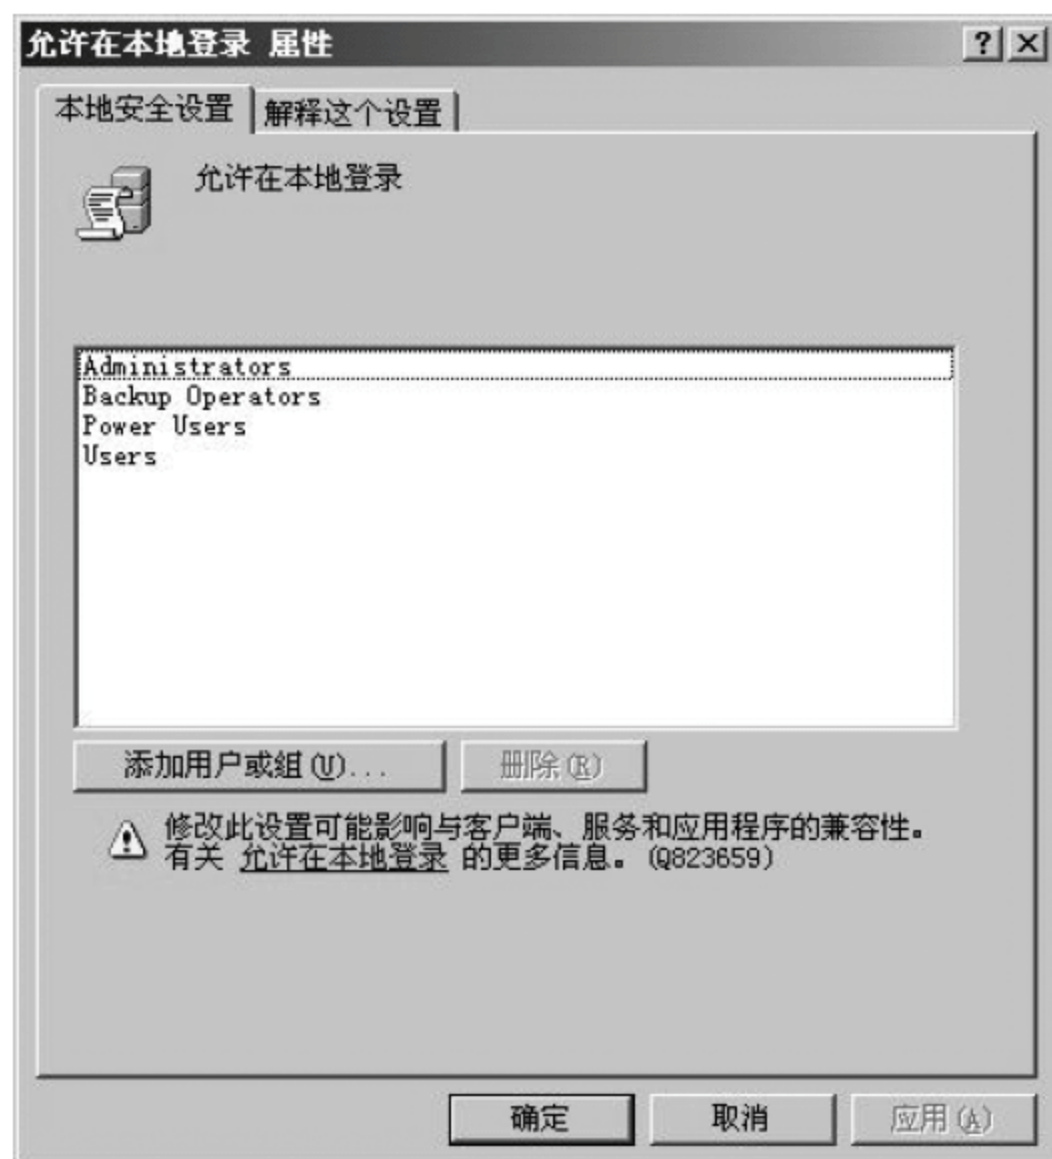 允许在本地登录 属性
本地安全设置 解释这个设置
允许在本地登录
Administrators
Backup Operators
Power Users
Users
添加用户或组(U)... 删除(R)
修改此设置可能影响与客户端、服务和应用程序的兼容性。
有关 允许在本地登录 的更多信息。(Q823659)
确定 取消 应用(A)